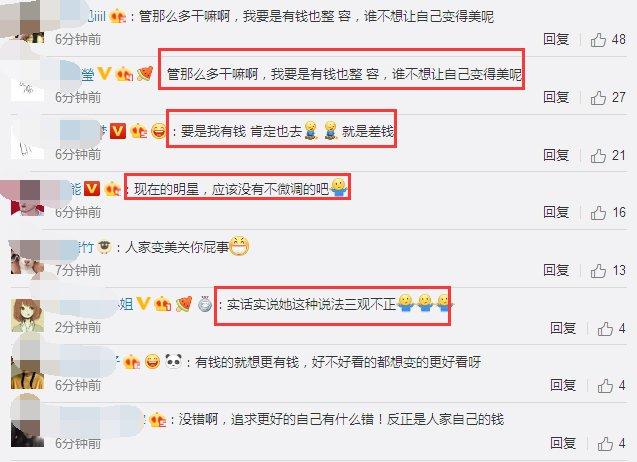 iiil：管那么多干嘛啊，我要是有钱也整 容，谁不想让自己变得美呢
6分钟前 回复 48
瑩：管那么多干嘛啊，我要是有钱也整 容，谁不想让自己变得美呢
6分钟前 回复 27
：要是我有钱 肯定也去 就是差钱
6分钟前 回复 21
能：现在的明星，应该没有不微调的吧
6分钟前 回复 16
竹：人家变美关你屁事
7分钟前 回复 13
姐：实话实说她这种说法三观不正
2分钟前 回复 4
子：有钱的就想更有钱，好不好看的都想变的更好看呀
6分钟前 回复 4
：没错啊，追求更好的自己有什么错！反正是人家自己的钱
6分钟前 回复 4